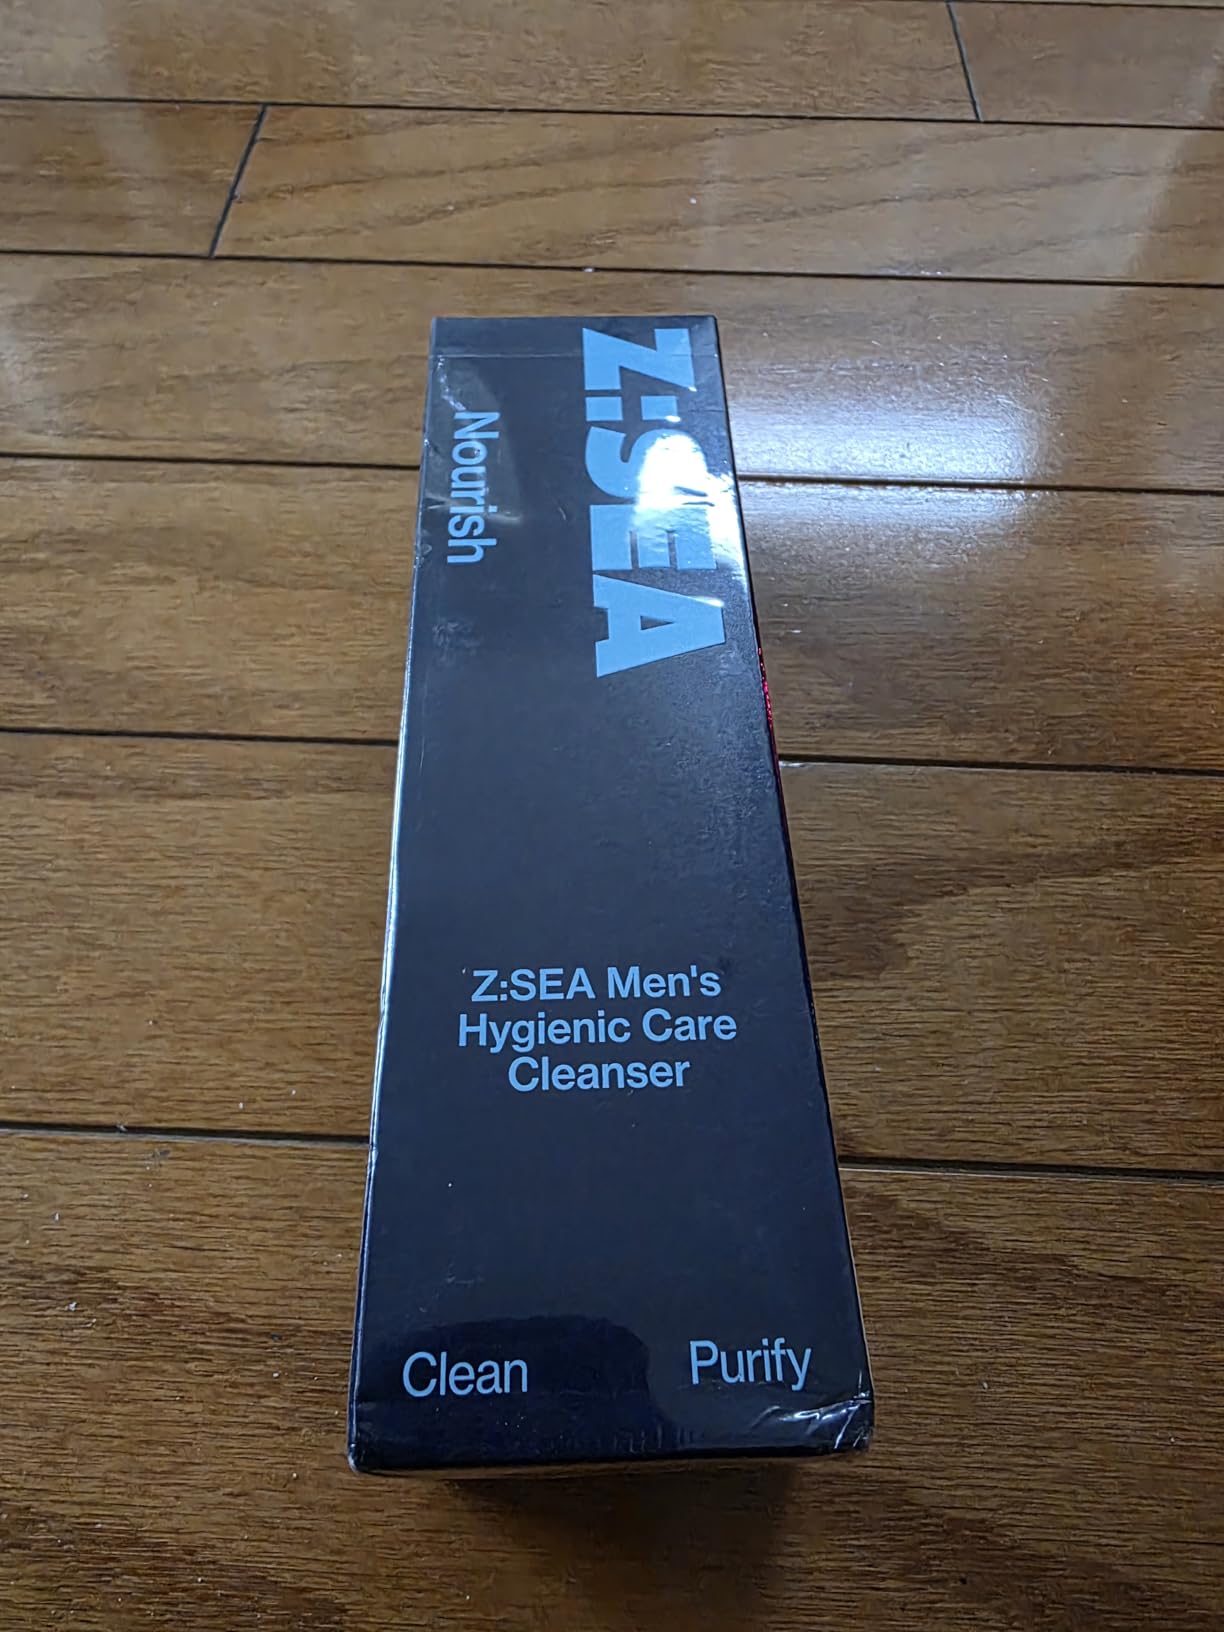 Z:SEA
Nourish
Z:SEA Men's
Hygienic Care
Cleanser
Clean
Purify